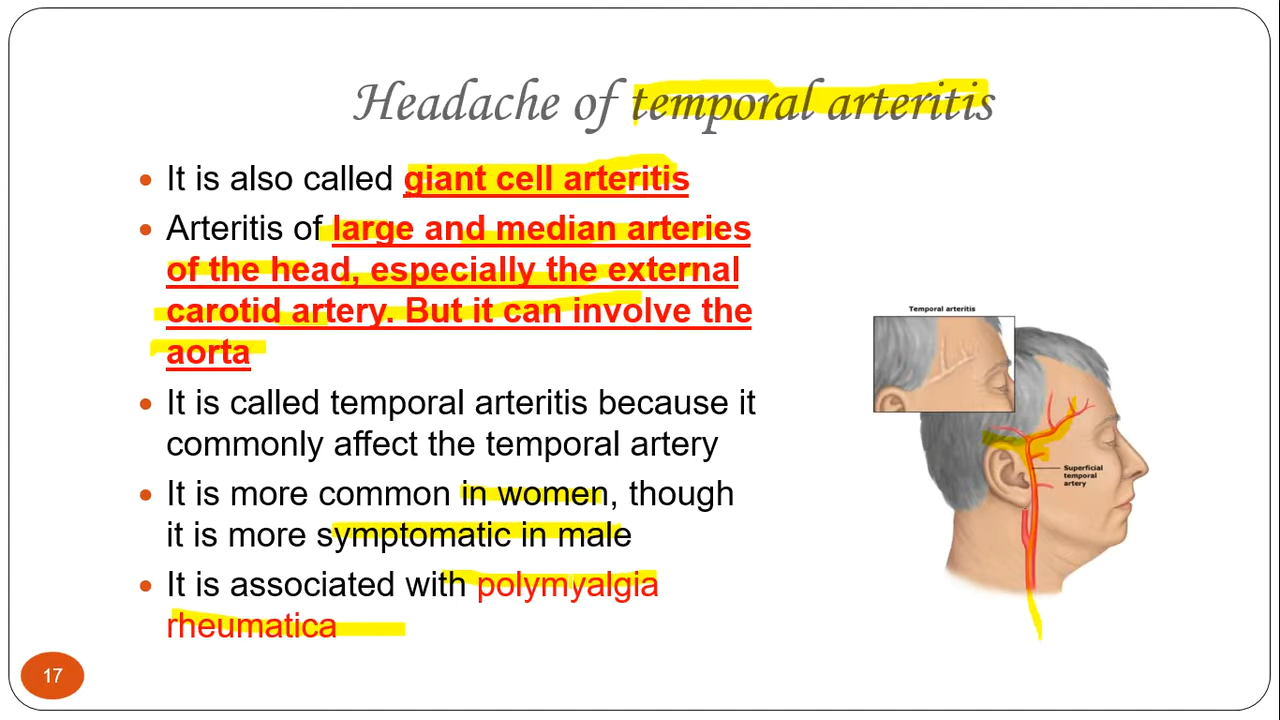 Headache of temporal arteritis
• It is also called giant cell arteritis
• Arteritis of large and median arteries
of the head, especially the external
carotid artery. But it can involve the
aorta
• It is called temporal arteritis because it
commonly affect the temporal artery
• It is more common in women, though
it is more symptomatic in male
• It is associated with polymyalgia
rheumatica
Temporal arteritis
Superficial
temporal
artery
17